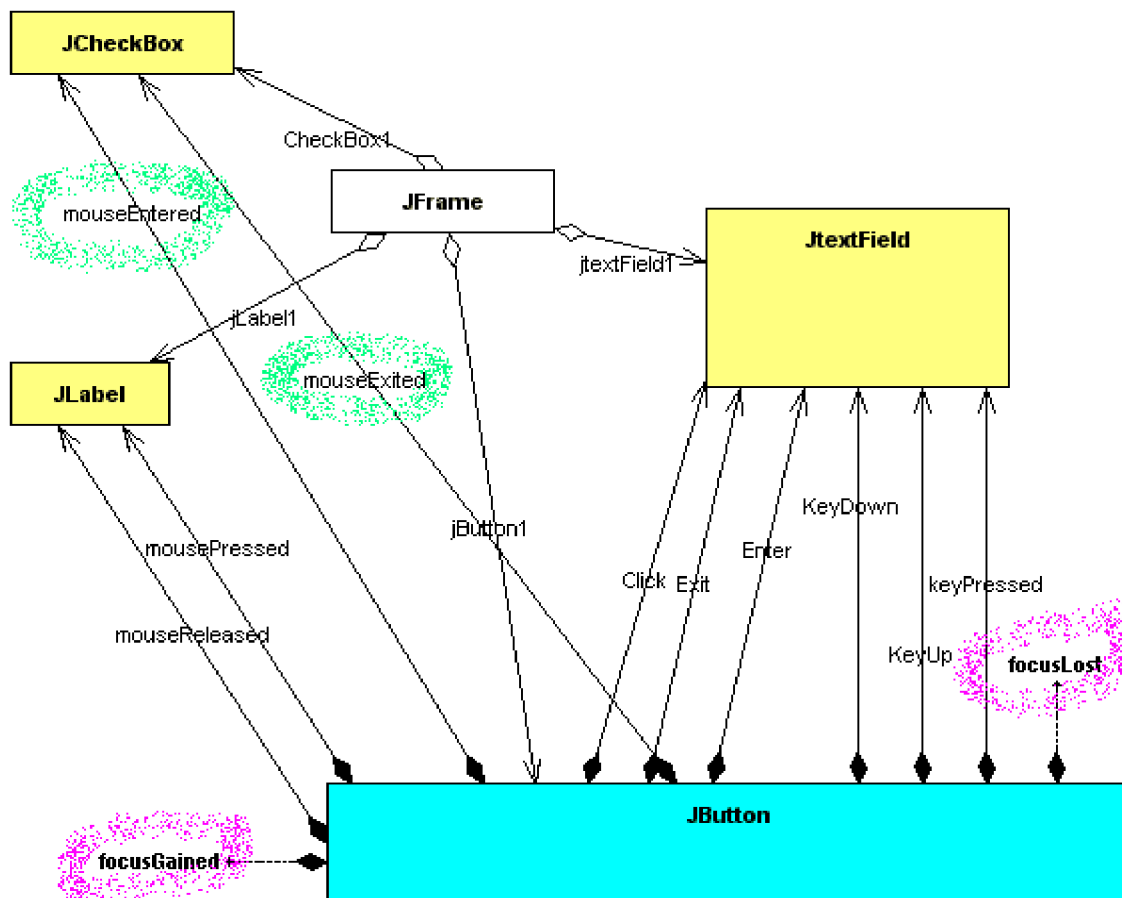 JCheckBox
CheckBox1
JFrame
mouseEntered
JtextField
jtextField1
jLabel1
mouseExited
JLabel
KeyDown
jButton1
mousePressed
Enter
Click
Exit
keyPressed
mouseReleased
KeyUp
focusLost
JButton
focusGained